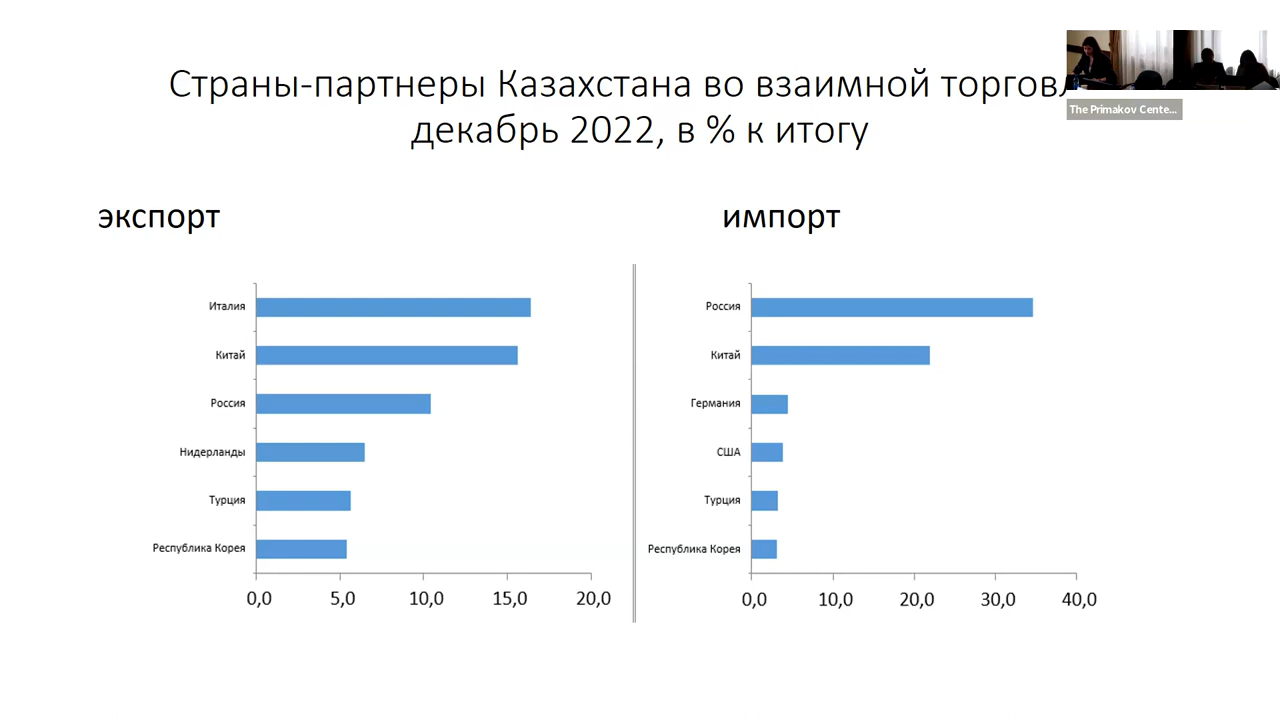 Страны-партнеры Казахстана во взаимной
декабрь 2022, в % к итогу
The Primakov Cente...
экспорт
Италия
Китай
Россия
Нидерланды
Турция
Республика Корея
0,0 5,0 10,0 15,0 20,0
импорт
Россия
Китай
Германия
США
Турция
Республика Корея
0,0 10,0 20,0 30,0 40,0